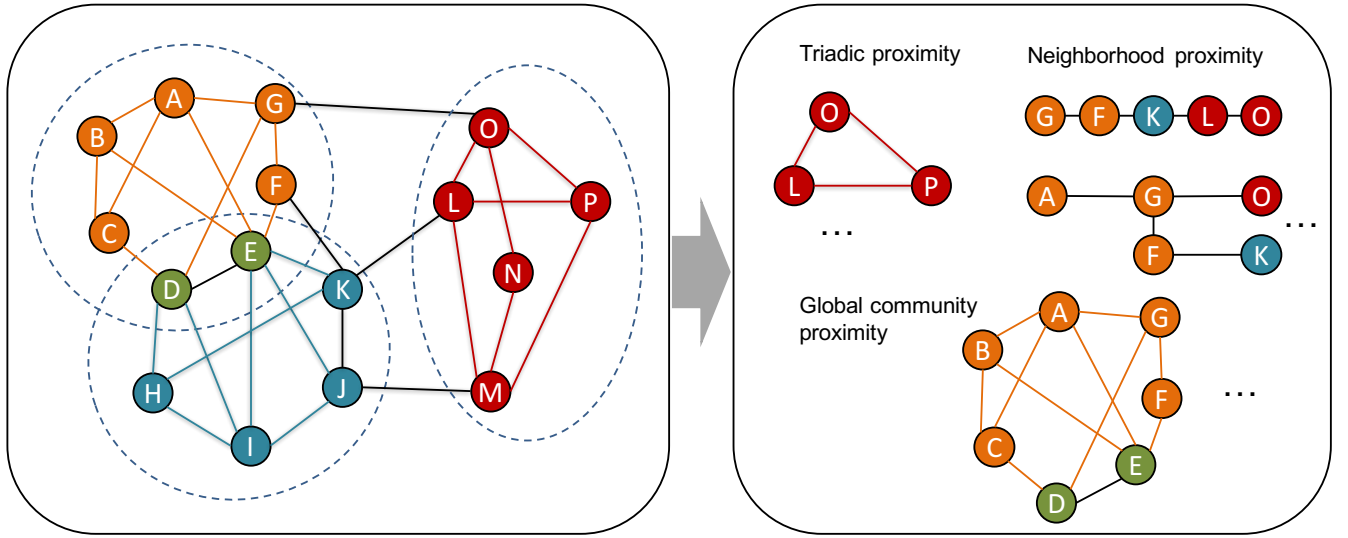 A
G
B
F
C
E
D
K
H
J
I
O
L
P
N
M
Triadic proximity
O
L
P
...
Neighborhood proximity
G F K L O
A G O
...
F K
Global community
proximity
A
G
B
F
...
C
E
D